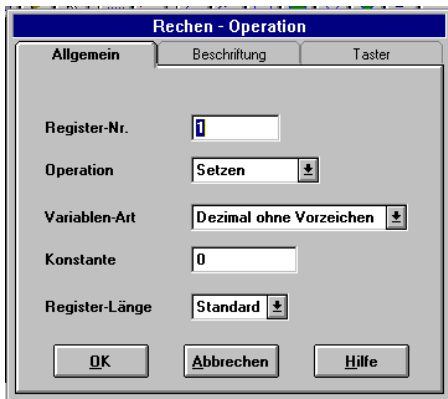 Rechen - Operation
Allgemein Beschriftung Taster
Register-Nr. 1
Operation Setzen
Variablen-Art Dezimal ohne Vorzeichen
Konstante 0
Register-Länge Standard
OK Abbrechen Hilfe